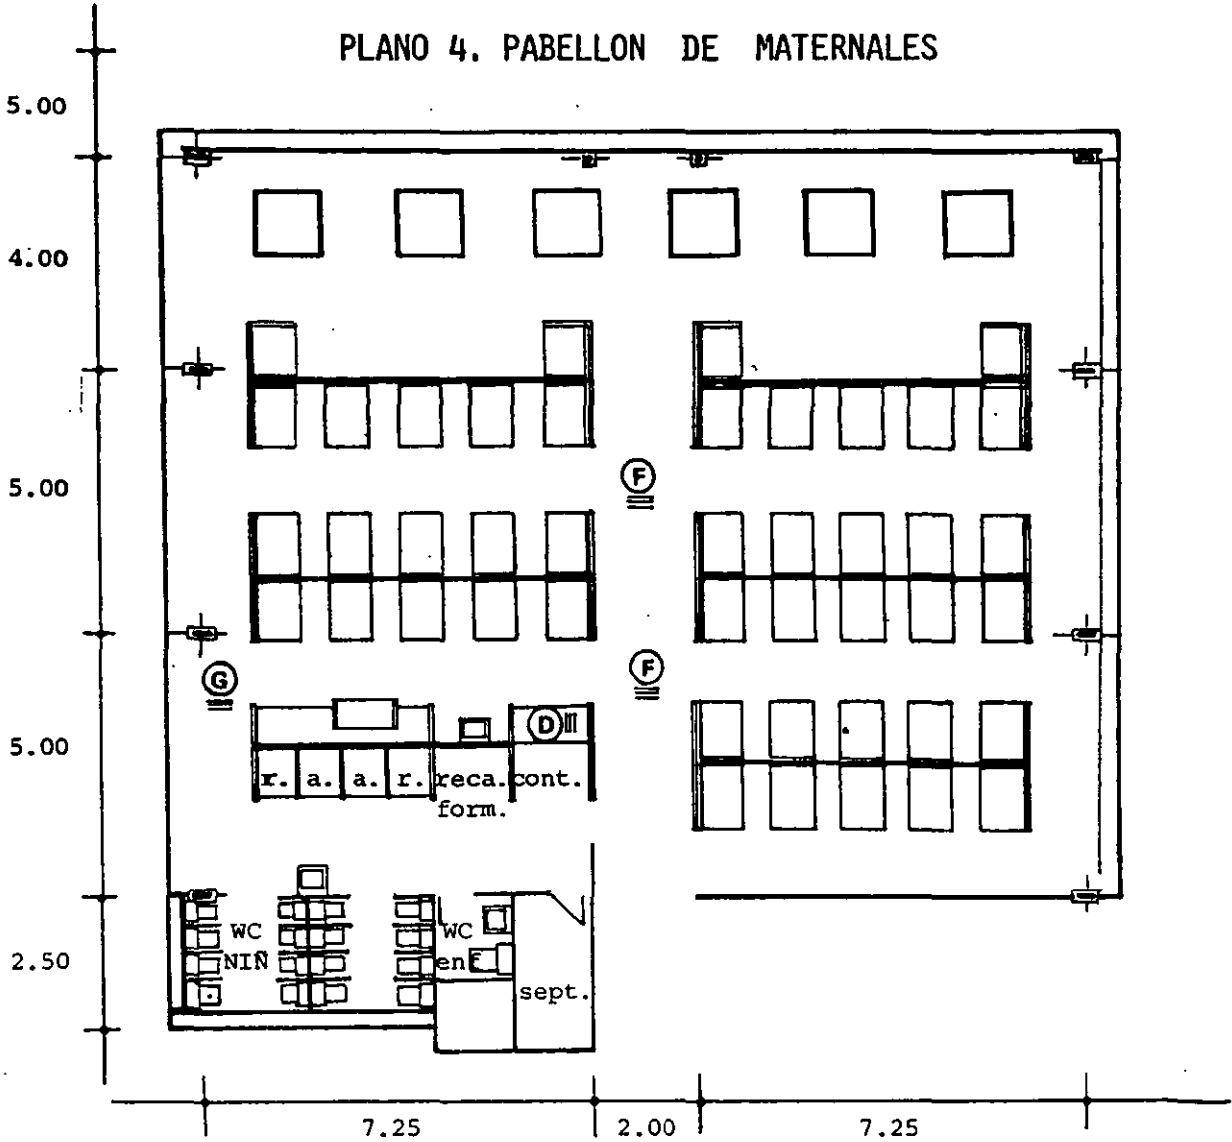 PLANO 4. PABELLON DE MATERNALES
5.00
4.00
5.00
F
F
G
D
5.00
r. a. a. r. reca. cont.
form.
WC
NIÑ
WC
enf
2.50
sept.
7.25 2.00 7.25